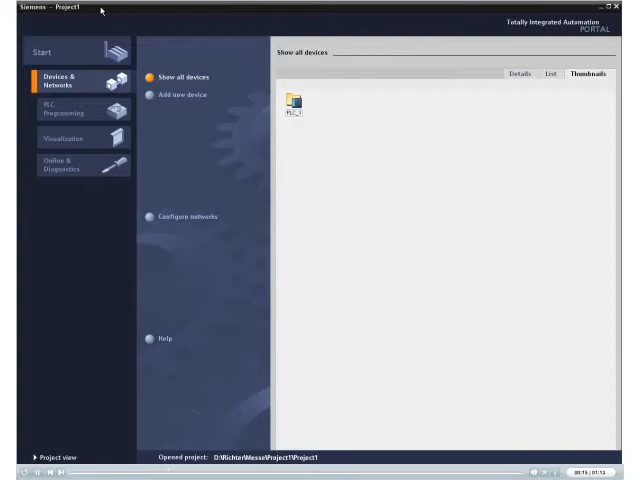 Siemens - Project1
Totally Integrated Automation
PORTAL
Start
Devices &
Networks
PLC
Programming
Visualization
Online &
Diagnostics
Show all devices
Add new device
Configure networks
Help
Show all devices
Details
List
Thumbnails
PLC_1
Project view
Opened project: D:\Richter\Messe\Project1\Project1
00:15 | 01:13